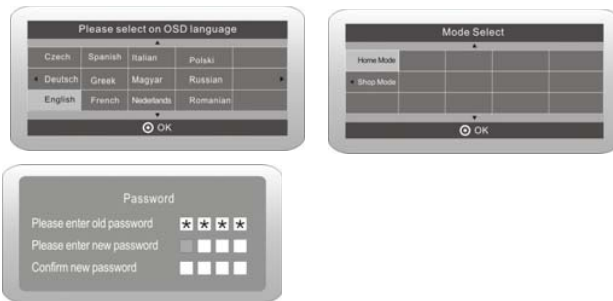 Please select on OSD language
Czech Spanish Italian Polski
Deutsch Greek Magyar Russian
English French Nederlands Romanian
OK
Mode Select
Home Mode
Shop Mode
OK
Password
Please enter old password * * * *
Please enter new password
Confirm new password